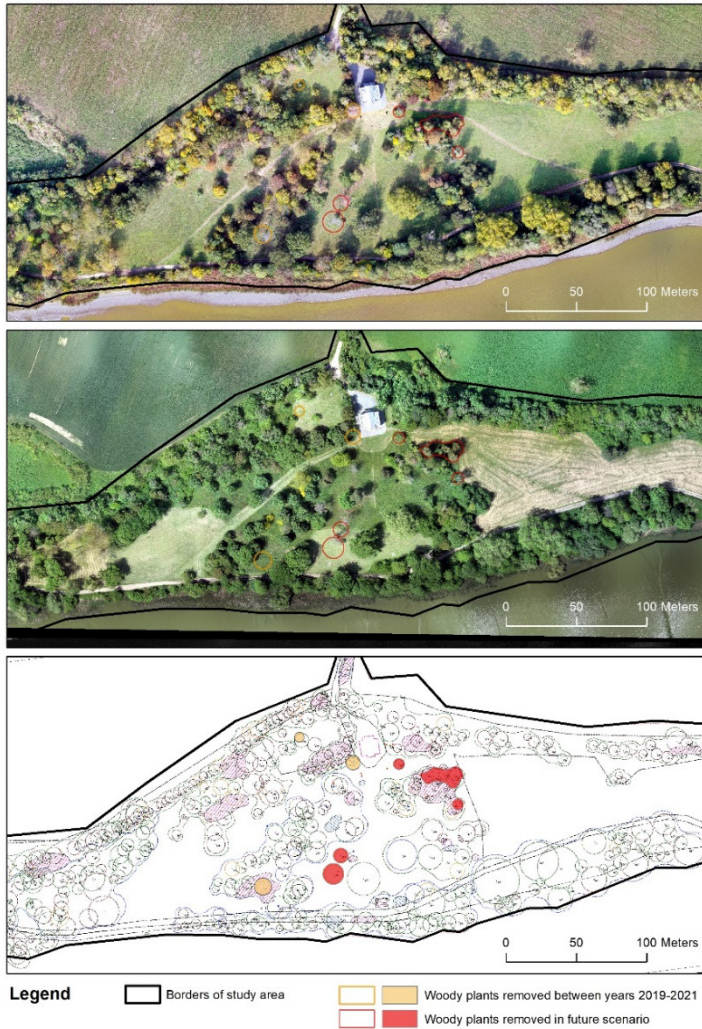 0 50 100 Meters
0 50 100 Meters
0 50 100 Meters
Legend
Borders of study area
Woody plants removed between years 2019-2021
Woody plants removed in future scenario